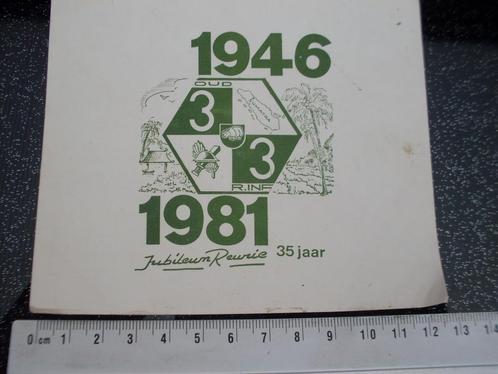 1946
OUD
3
Sumatra
3
R.INF
1981
Jubileum Reunie 35 jaar
0 cm 1 2 3 4 5 6 7 8 9 10 11 12 13 14